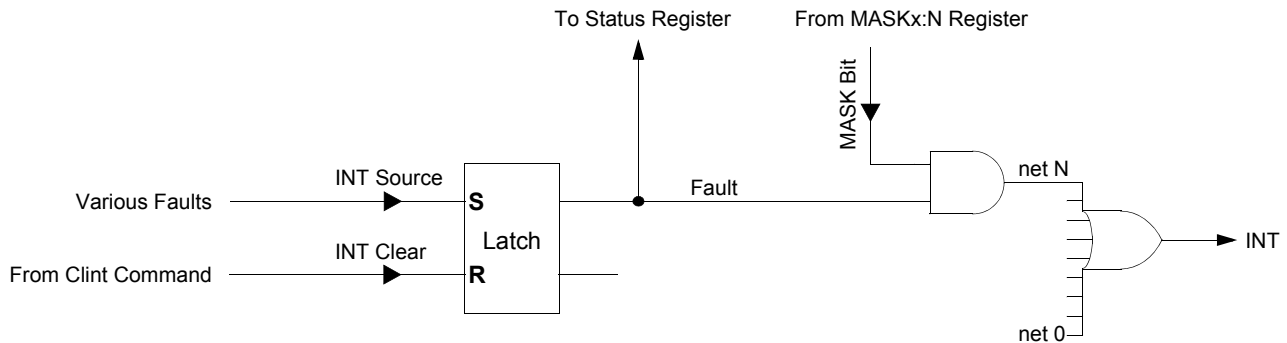 To Status Register
From MASKx:N Register
MASK Bit
INT Source
Various Faults
S
Fault
net N
Latch
INT
INT Clear
From Clint Command
R
net 0